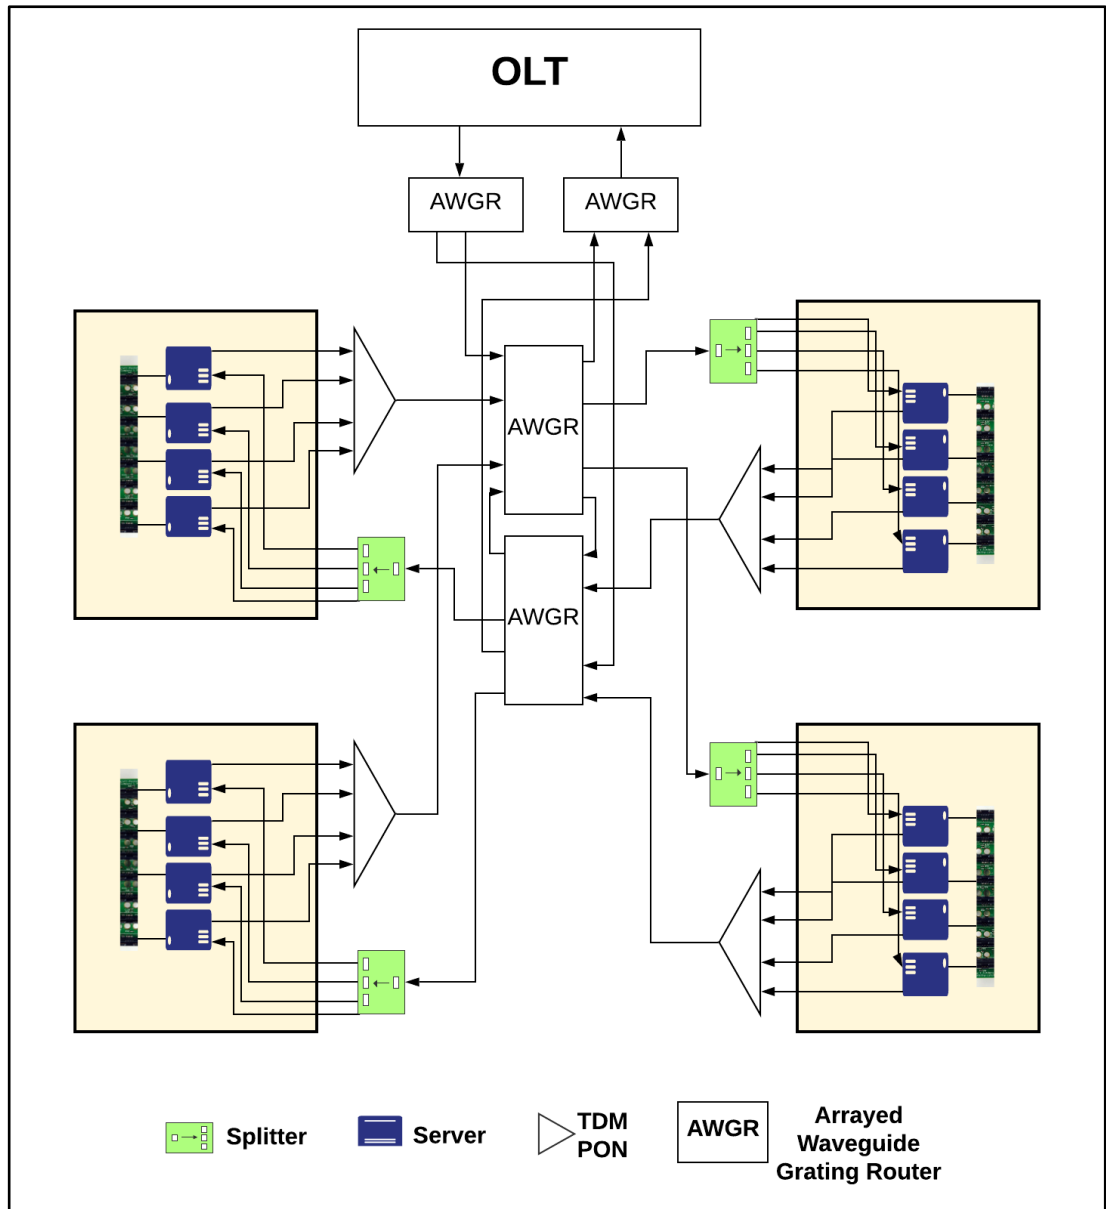 OLT
AWGR
AWGR
AWGR
AWGR
Splitter
Server
TDM
PON
AWGR
Arrayed
Waveguide
Grating Router